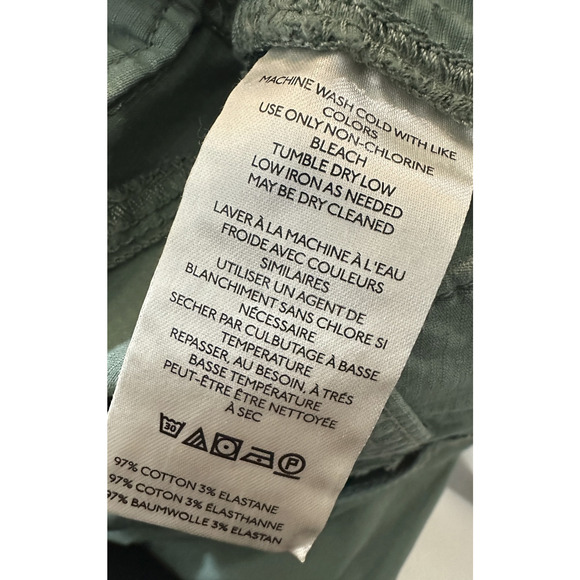 MACHINE WASH COLD WITH LIKE
COLORS
USE ONLY NON-CHLORINE
BLEACH
TUMBLE DRY LOW
LOW IRON AS NEEDED
MAY BE DRY CLEANED
LAVER À LA MACHINE À L'EAU
FROIDE AVEC COULEURS
SIMILAIRES
UTILISER UN AGENT DE
BLANCHIMENT SANS CHLORE SI
NÉCESSAIRE
SECHER PAR CULBUTAGE À BASSE
TEMPERATURE
REPASSER, AU BESOIN, À TRÉS
BASSE TEMPÉRATURE
PEUT-ÊTRE ÊTRE NETTOYÉE
À SEC
30 P
97% COTTON 3% ELASTANE
97% COTON 3% ELASTHANNE
97% BAUMWOLLE 3% ELASTAN